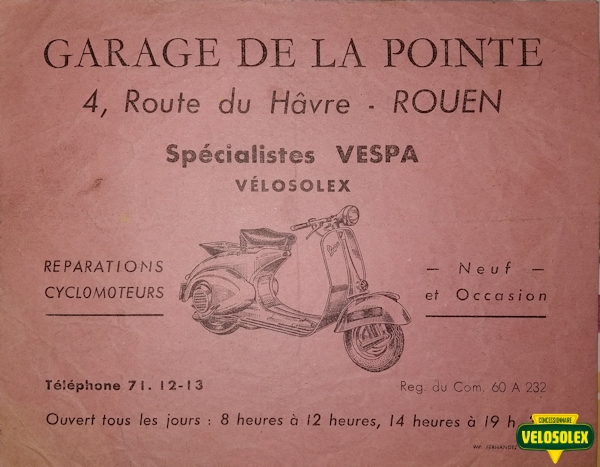 GARAGE DE LA POINTE
4, Route du Hâvre - ROUEN
Spécialistes VESPA
VÉLOSOLEX
REPARATIONS
CYCLOMOTEURS
— Neuf —
et Occasion
Téléphone 71. 12-13
Reg. du Com. 60 A 232
Ouvert tous les jours : 8 heures à 12 heures, 14 heures à 19 h
CONCESSIONNAIRE
VELOSOLEX